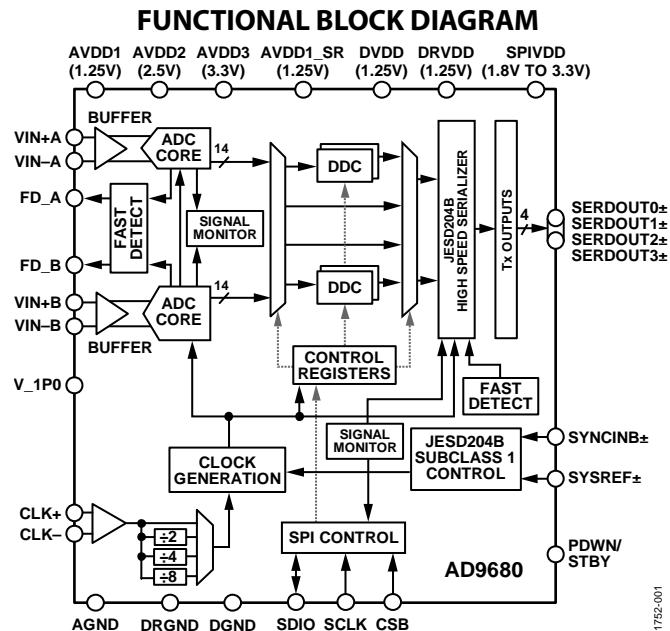 FUNCTIONAL BLOCK DIAGRAM
AVDD1 AVDD2 AVDD3 AVDD1_SR DVDD DRVDD SPIVDD
(1.25V) (2.5V) (3.3V) (1.25V) (1.25V) (1.25V) (1.8V TO 3.3V)
BUFFER
VIN+A
VIN–A
ADC
CORE
14
DDC
FD_A
FAST
DETECT
SIGNAL
MONITOR
JESD204B
HIGH SPEED SERIALIZER
Tx OUTPUTS
4
SERDOUT0±
SERDOUT1±
SERDOUT2±
SERDOUT3±
FD_B
VIN+B
VIN–B
ADC
CORE
14
DDC
BUFFER
CONTROL
REGISTERS
V_1P0
FAST
DETECT
SIGNAL
MONITOR
JESD204B
SUBCLASS 1
CONTROL
SYNCINB±
SYSREF±
CLOCK
GENERATION
CLK+
CLK–
÷2
÷4
÷8
SPI CONTROL
PDWN/
STBY
AD9680
AGND DRGND DGND SDIO SCLK CSB
1752-001